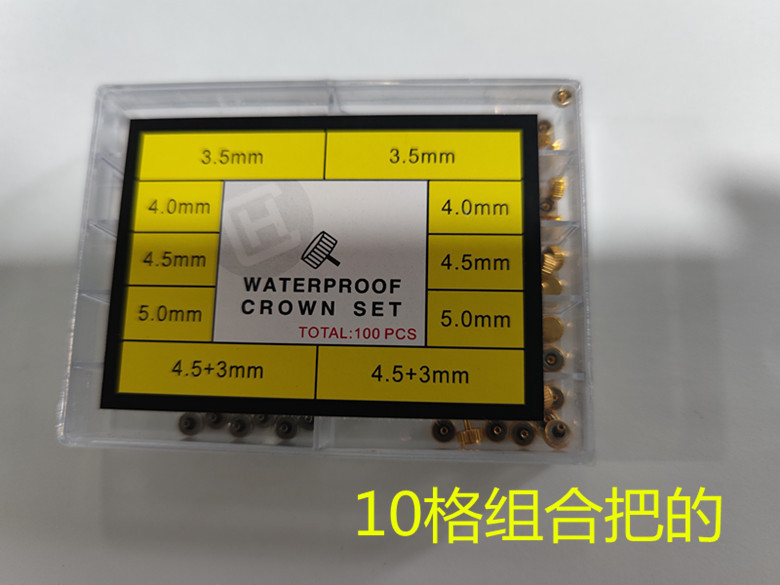 3.5mm 3.5mm
4.0mm 4.0mm
4.5mm 4.5mm
WATERPROOF
CROWN SET
5.0mm 5.0mm
TOTAL:100 PCS
4.5+3mm 4.5+3mm
10格组合把的